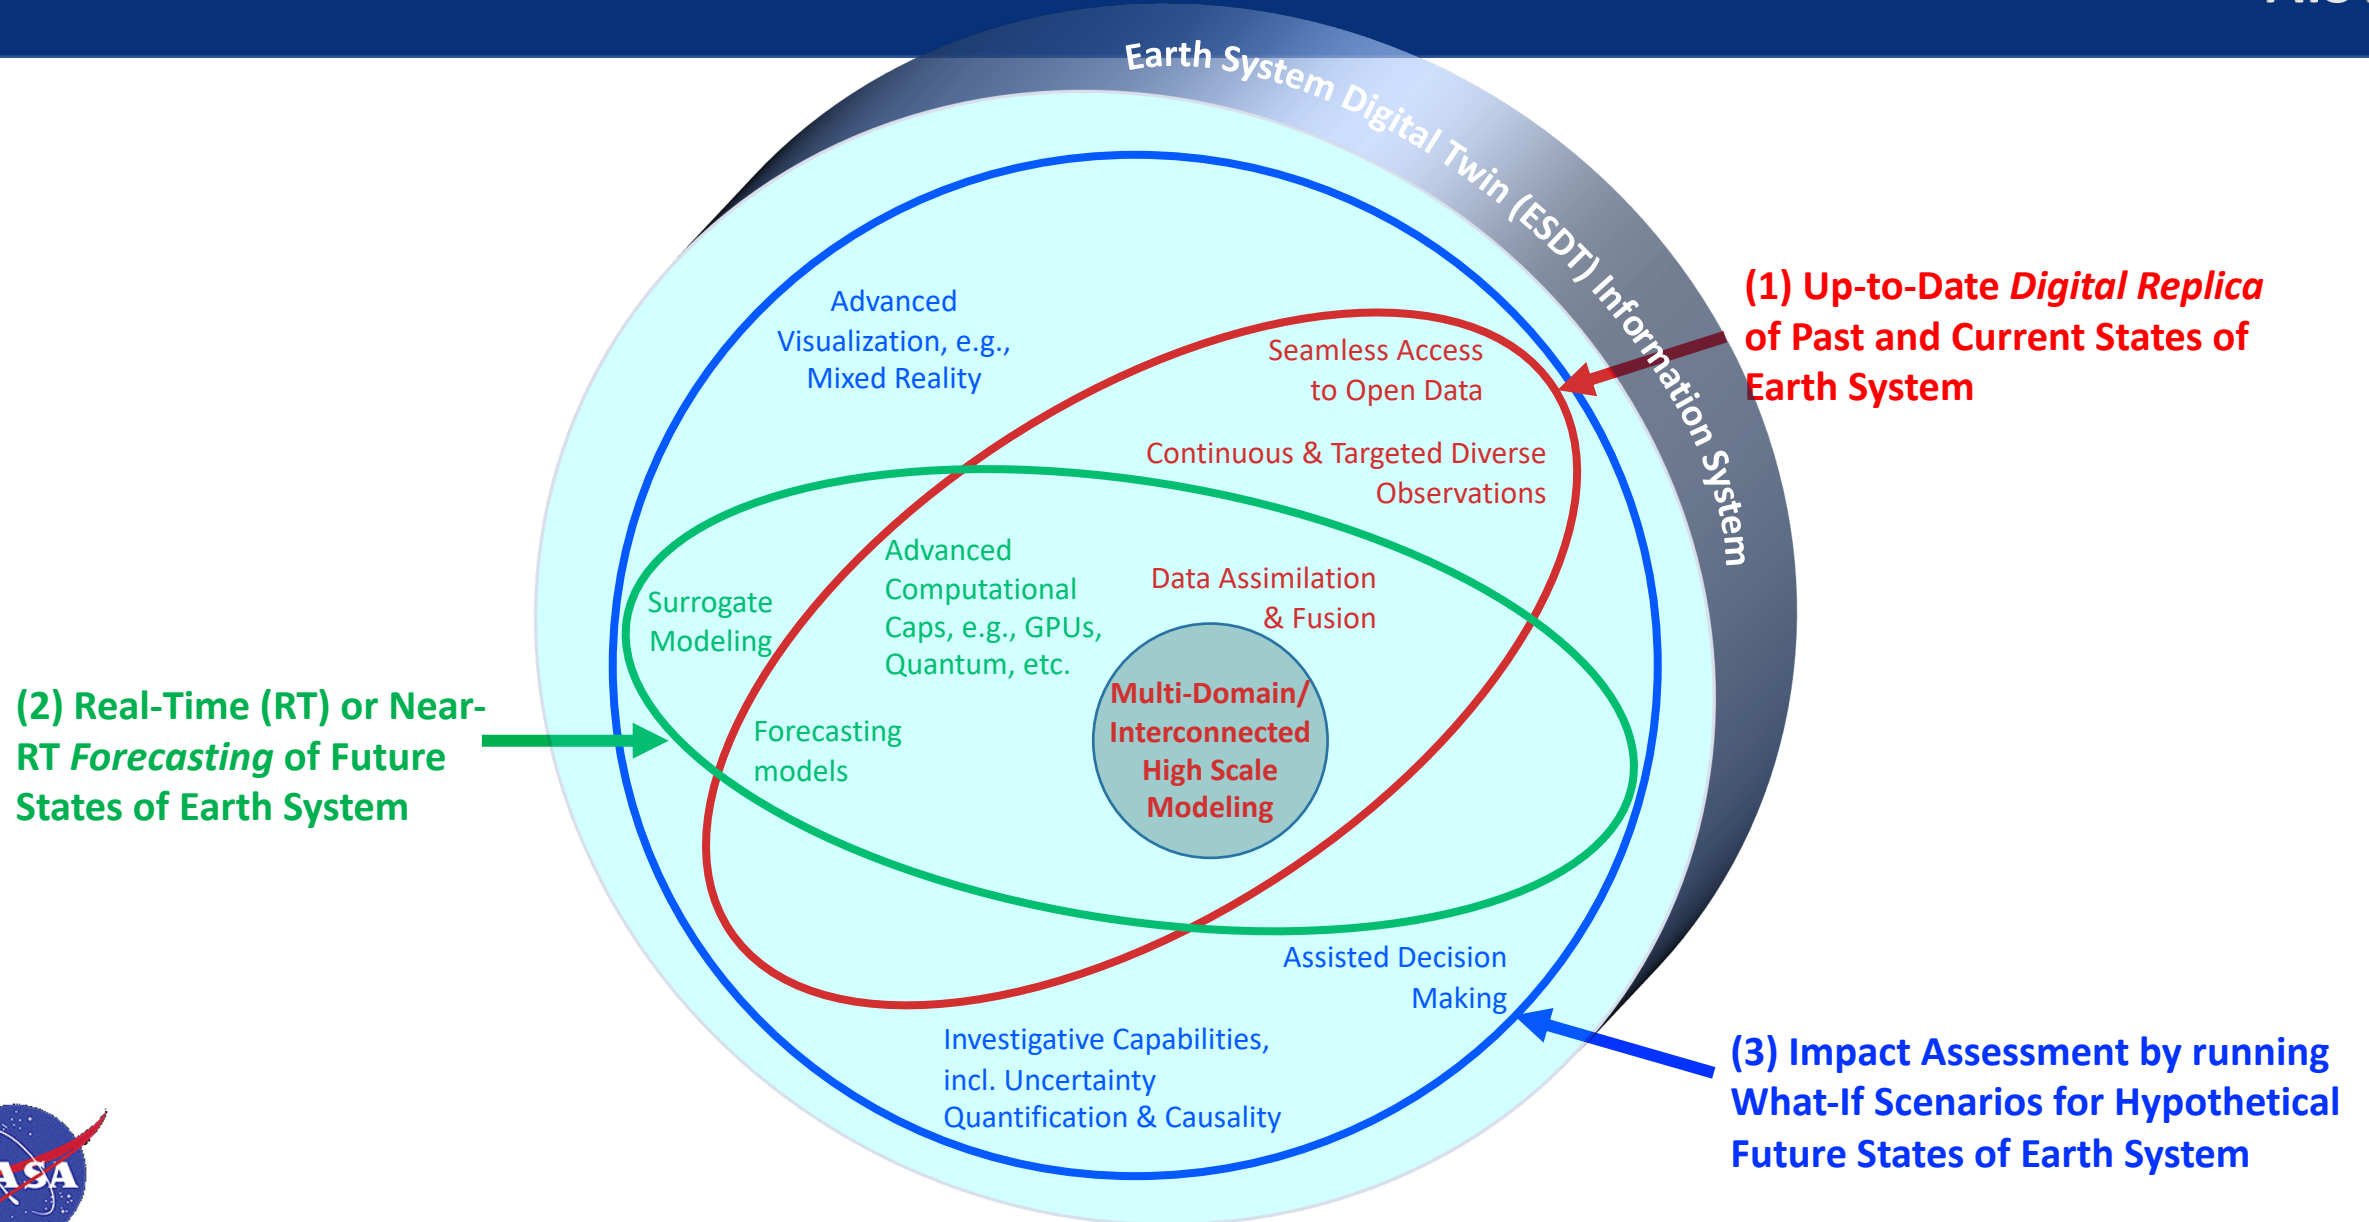 Earth System Digital Twin (ESDT) Information System
Advanced
Visualization, e.g.,
Mixed Reality
Seamless Access
to Open Data
Continuous & Targeted Diverse
Observations
(1) Up-to-Date Digital Replica
of Past and Current States of
Earth System
Advanced
Computational
Caps, e.g., GPUs,
Quantum, etc.
Data Assimilation
& Fusion
Surrogate
Modeling
Forecasting
models
Multi-Domain/
Interconnected
High Scale
Modeling
(2) Real-Time (RT) or Near-
RT Forecasting of Future
States of Earth System
Assisted Decision
Making
Investigative Capabilities,
incl. Uncertainty
Quantification & Causality
(3) Impact Assessment by running
What-If Scenarios for Hypothetical
Future States of Earth System
ASA